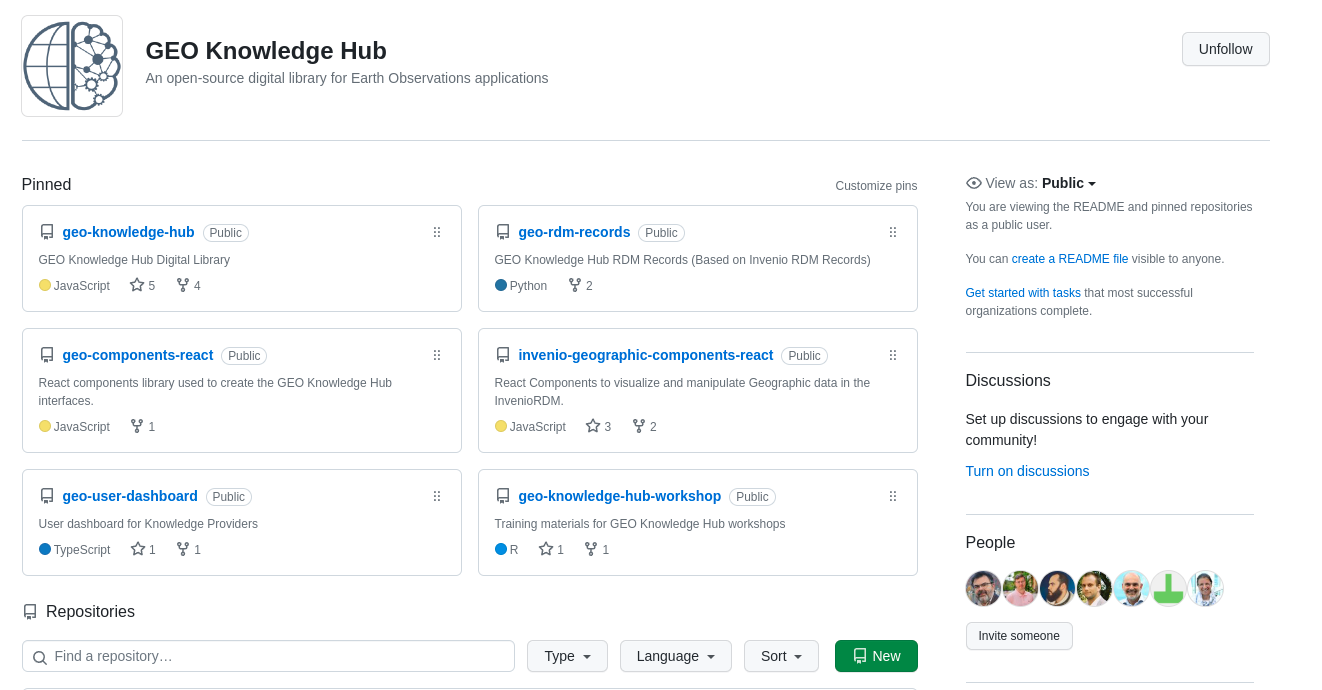 GEO Knowledge Hub
An open-source digital library for Earth Observations applications
Unfollow
Pinned
Customize pins
geo-knowledge-hub Public
GEO Knowledge Hub Digital Library
JavaScript 5 4
geo-rdm-records Public
GEO Knowledge Hub RDM Records (Based on Invenio RDM Records)
Python 2
geo-components-react Public
React components library used to create the GEO Knowledge Hub
interfaces.
JavaScript 1
invenio-geographic-components-react Public
React Components to visualize and manipulate Geographic data in the
InvenioRDM.
JavaScript 3 2
geo-user-dashboard Public
User dashboard for Knowledge Providers
TypeScript 1 1
geo-knowledge-hub-workshop Public
Training materials for GEO Knowledge Hub workshops
R 1 1
Repositories
Find a repository…
Type
Language
Sort
New
View as: Public
You are viewing the README and pinned repositories
as a public user.
You can create a README file visible to anyone.
Get started with tasks that most successful
organizations complete.
Discussions
Set up discussions to engage with your
community!
Turn on discussions
People
Invite someone